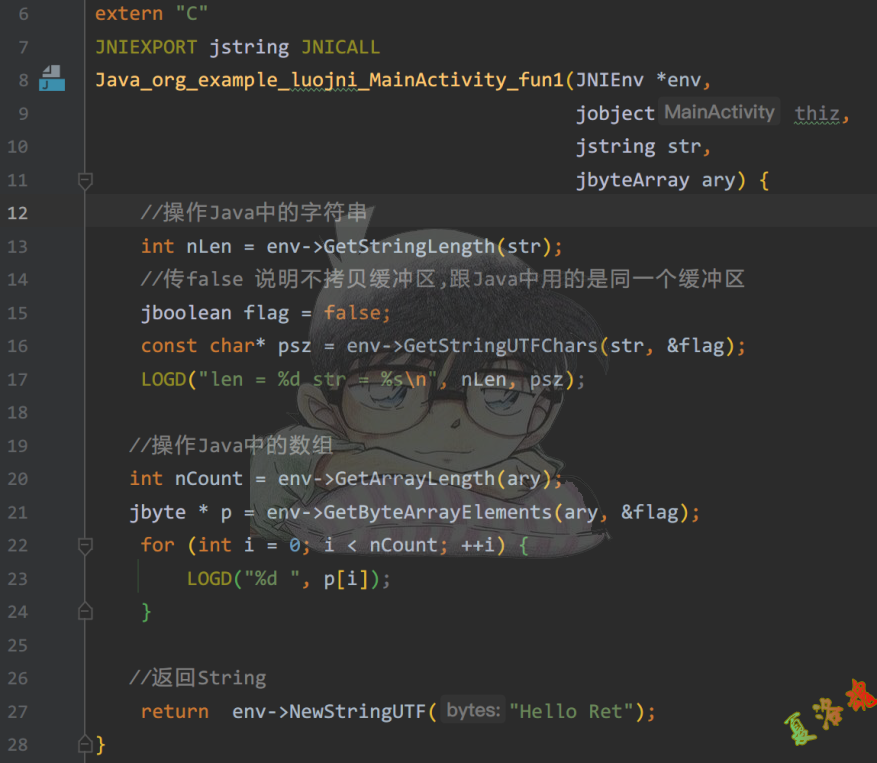 6 extern "C"
7 JNIEXPORT jstring JNICALL
8 Java_org_example_luojni_MainActivity_fun1(JNIEnv *env,
9 jobject MainActivity thiz,
10 jstring str,
11 jbyteArray ary) {
12 //操作Java中的字符串
13 int nLen = env->GetStringLength(str);
14 //传false 说明不拷贝缓冲区,跟Java中用的是同一个缓冲区
15 jboolean flag = false;
16 const char* psz = env->GetStringUTFChars(str, &flag);
17 LOGD("len = %d str = %s\n", nLen, psz);
18
19 //操作Java中的数组
20 int nCount = env->GetArrayLength(ary);
21 jbyte * p = env->GetByteArrayElements(ary, &flag);
22 for (int i = 0; i < nCount; ++i) {
23 LOGD("%d ", p[i]);
24 }
25
26 //返回String
27 return env->NewStringUTF( bytes: "Hello Ret");
28 }
夏洛